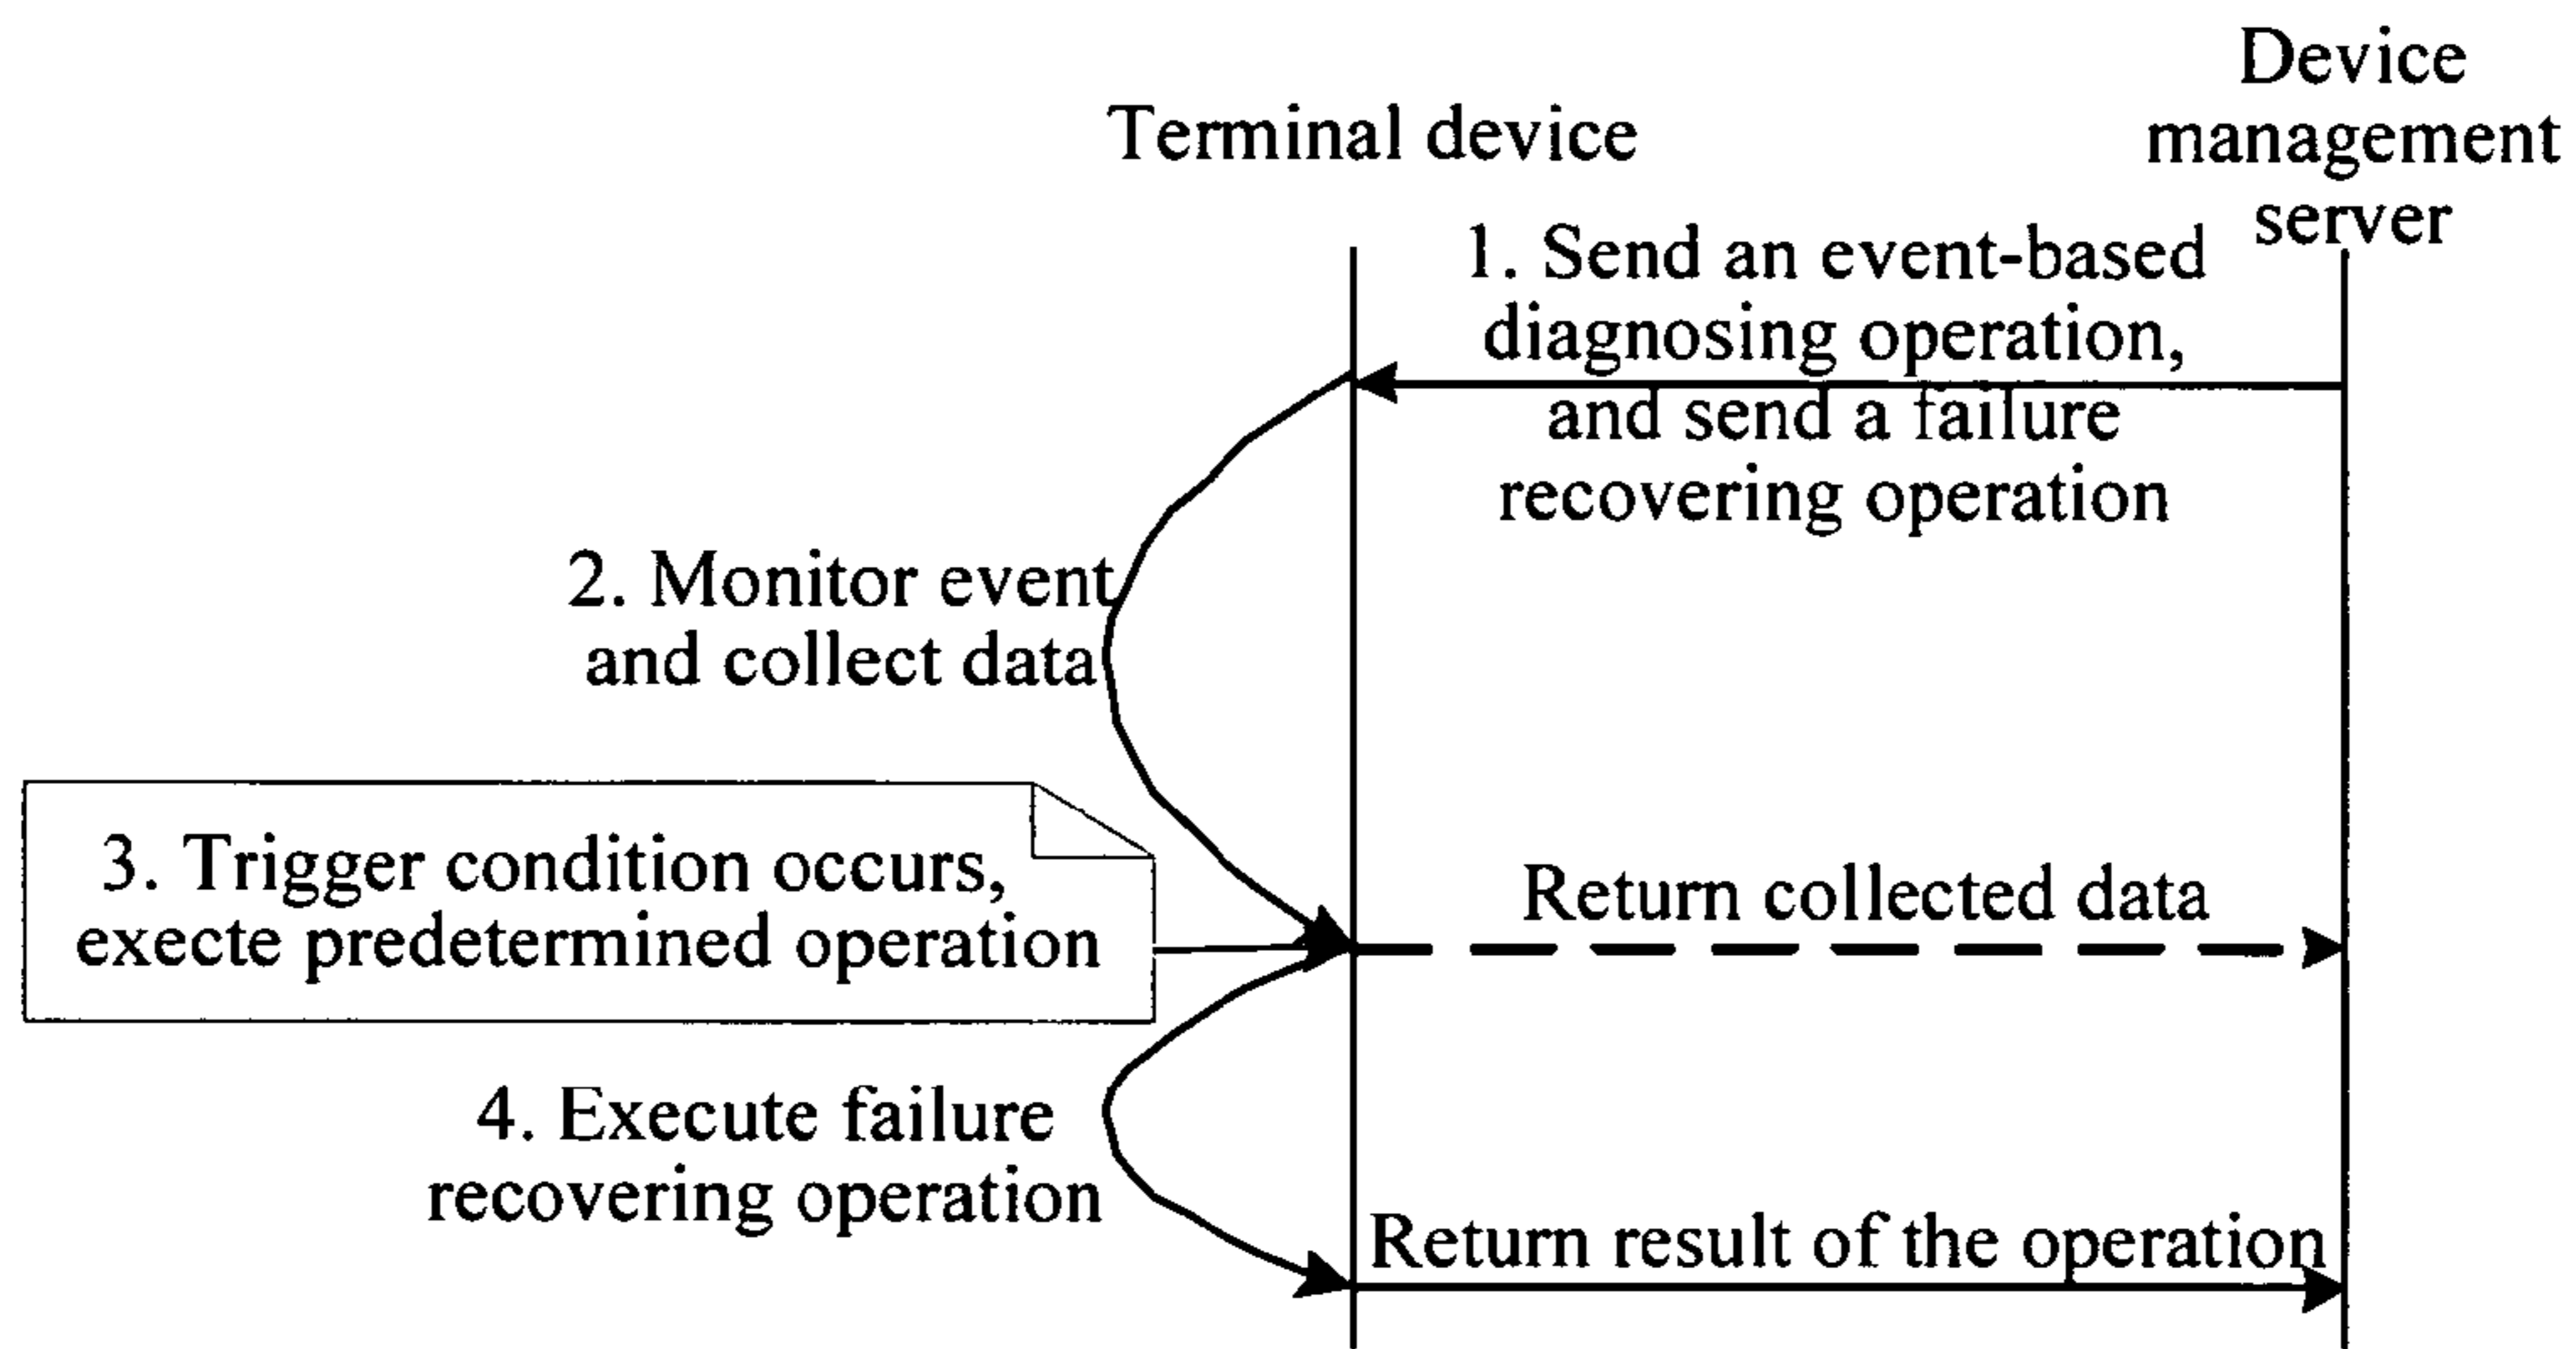 Device
management
server
Terminal device
1. Send an event-based
diagnosing operation,
and send a failure
recovering operation
2. Monitor event
and collect data
3. Trigger condition occurs,
execte predetermined operation
Return collected data
4. Execute failure
recovering operation
Return result of the operation